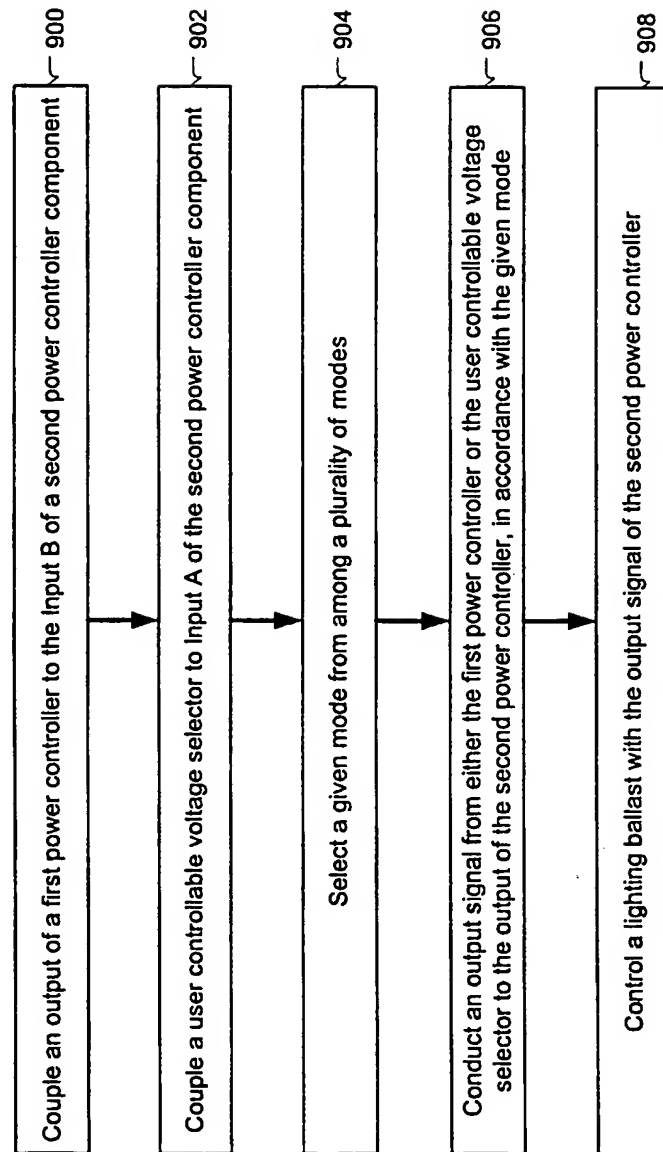 Couple an output of a first power controller to the Input B of a second power controller component
900
Couple a user controllable voltage selector to Input A of the second power controller component
902
Select a given mode from among a plurality of modes
904
Conduct an output signal from either the first power controller or the user controllable voltage
selector to the output of the second power controller, in accordance with the given mode
906
Control a lighting ballast with the output signal of the second power controller
908